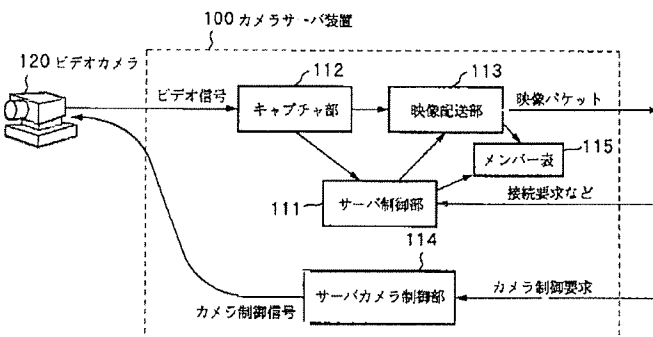 100 カメラサーバ装置
120 ビデオカメラ
112
113
ビデオ信号
キャプチャ部
映像配送部
映像パケット
メンバー表
115
接続要求など
111
サーバ制御部
114
サーバカメラ制御部
カメラ制御要求
カメラ制御信号